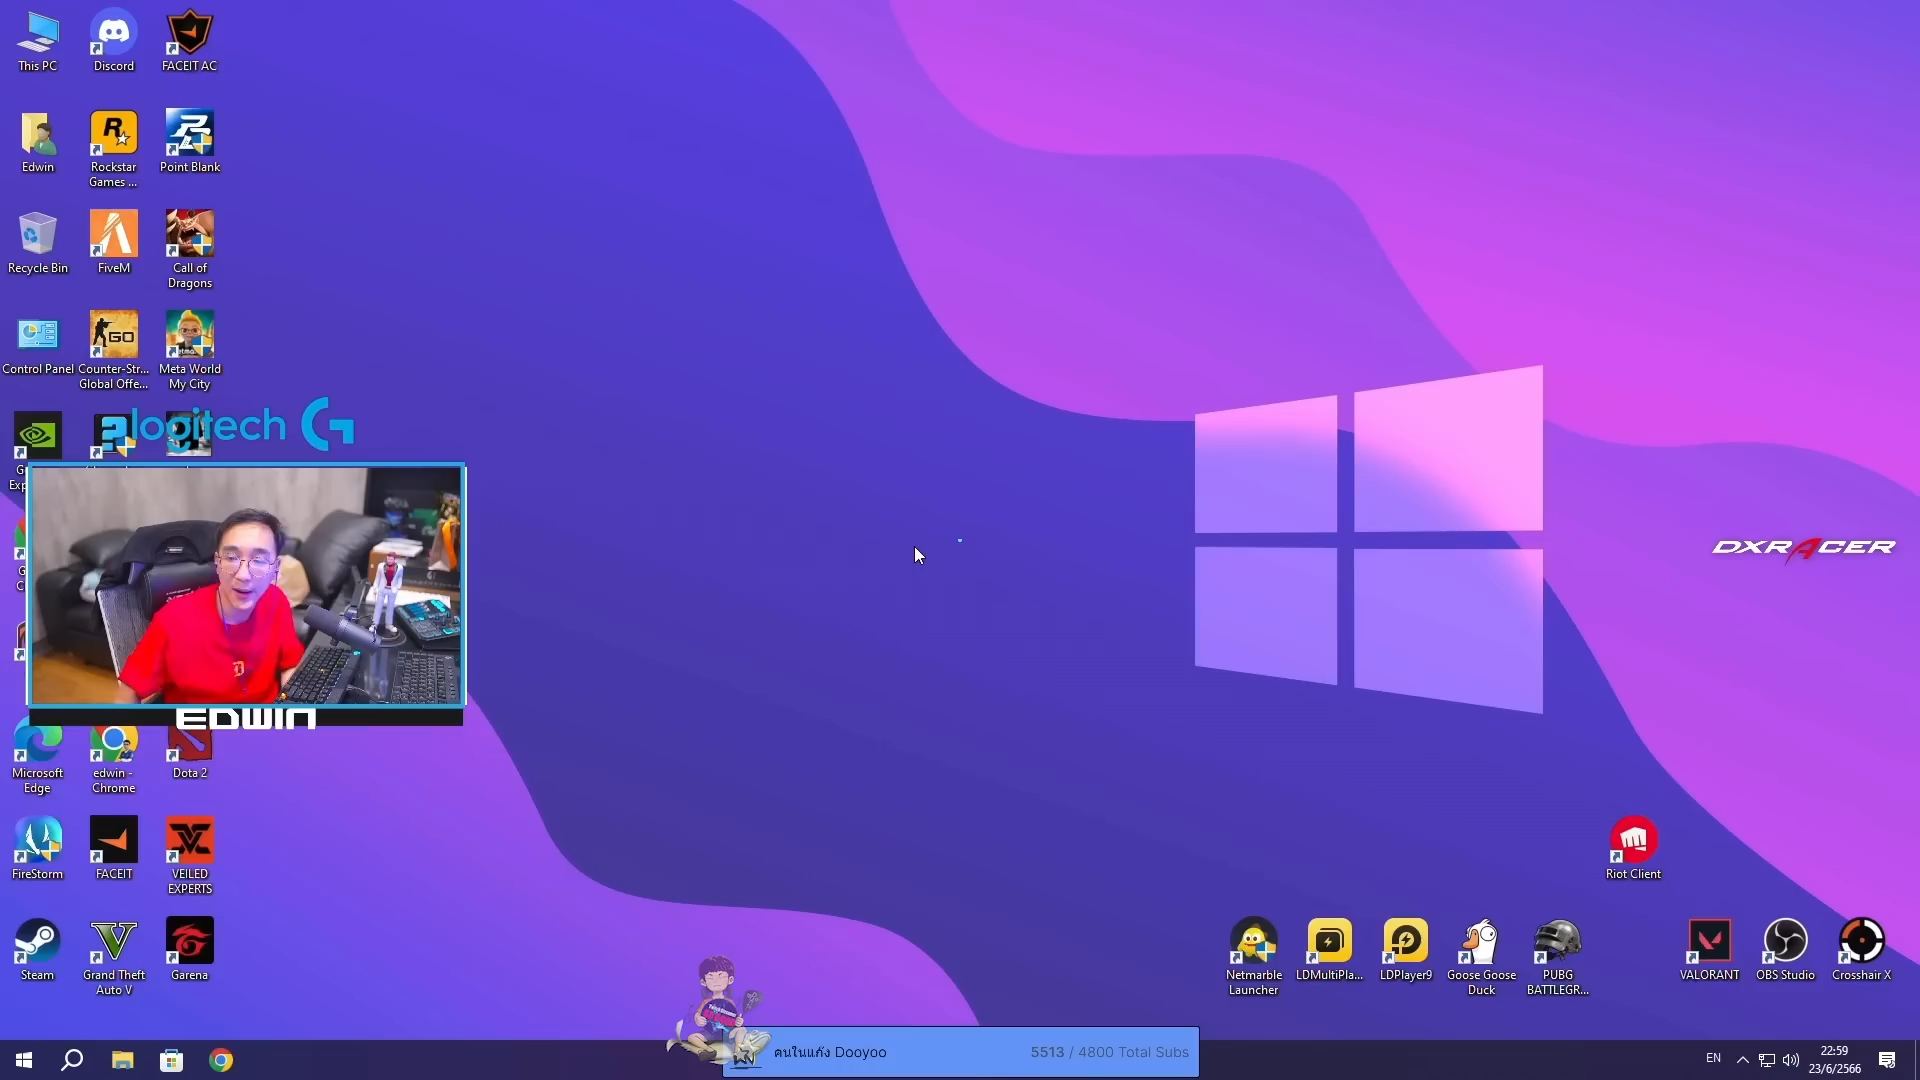 This PC
Discord
FACEIT AC
Edwin
Rockstar
Games ...
Point Blank
Recycle Bin
FiveM
Call of
Dragons
Control Panel
Counter-Str...
Global Offe...
Meta World
My City
logitech G
EDWIN
Microsoft
Edge
edwin -
Chrome
Dota 2
FireStorm
FACEIT
VEILED
EXPERTS
Steam
Grand Theft
Auto V
Garena
DXRACER
Riot Client
Netmarble
Launcher
LDMultiPla...
LDPlayer9
Goose Goose
Duck
PUBG
BATTLEGR...
VALORANT
OBS Studio
Crosshair X
คนในแก๊ง Dooyoo
5513 / 4800 Total Subs
EN
22:59
23/6/2566